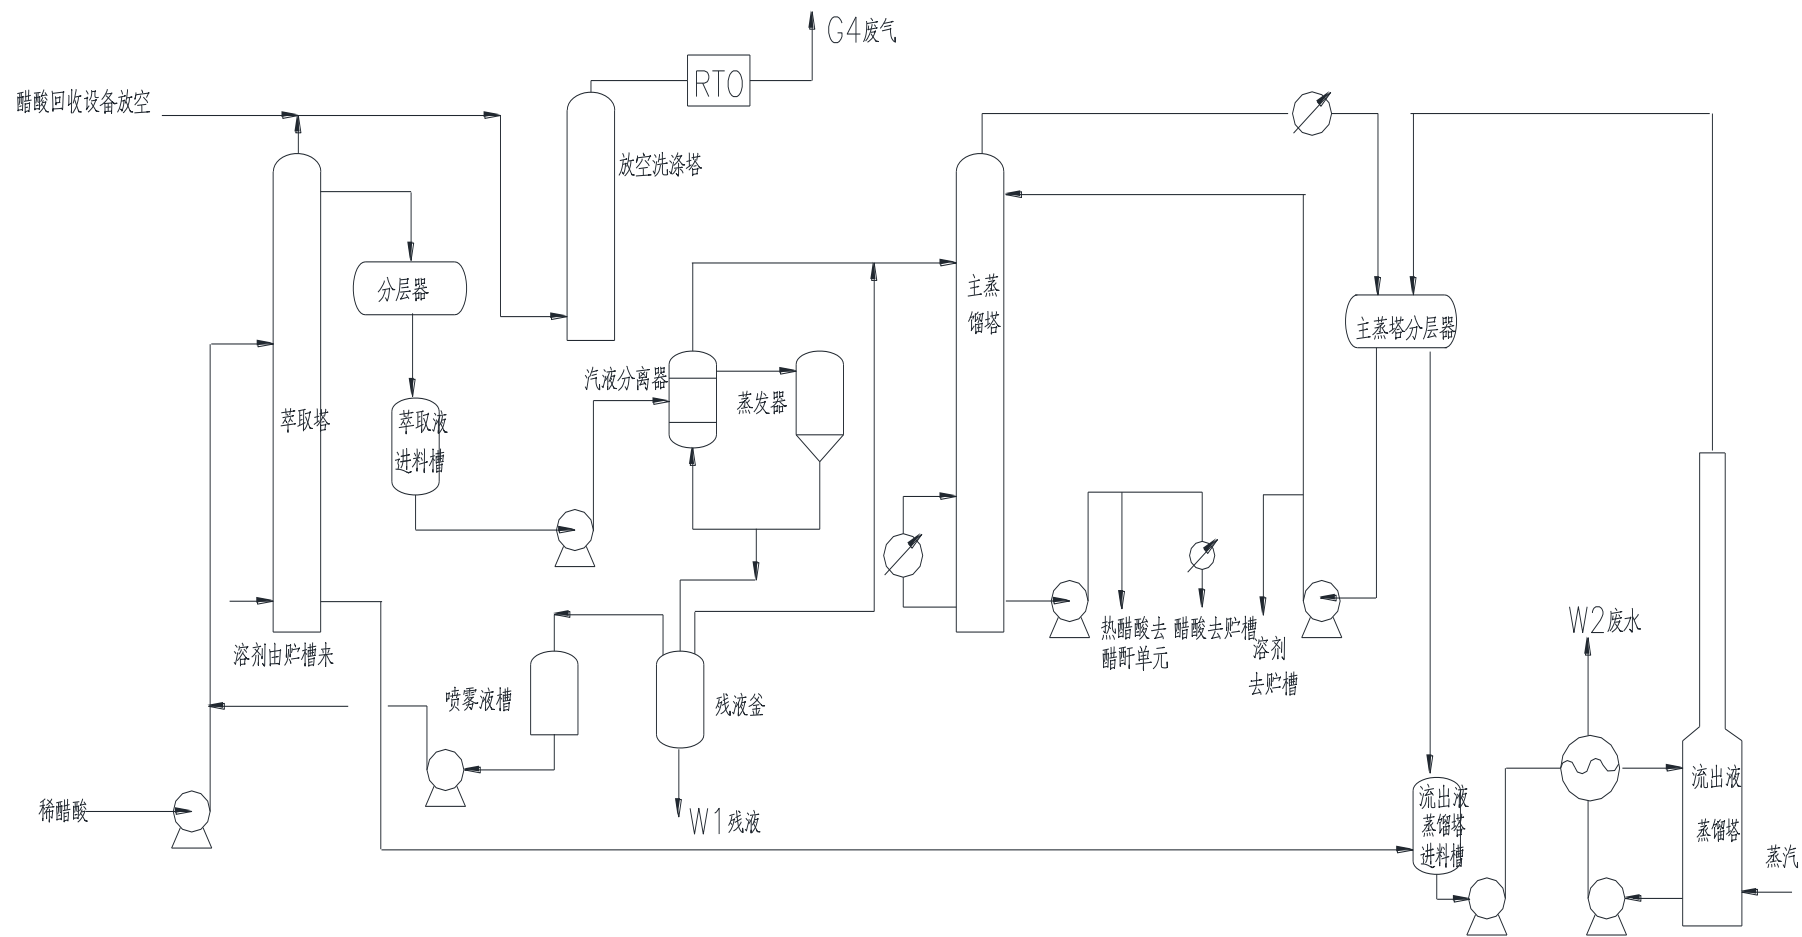 G4废气
RTO
醋酸回收设备放空
放空洗涤塔
分层器
主蒸
馏塔
主蒸塔分层器
汽液分离器
蒸发器
萃取塔
萃取液
进料槽
热醋酸去
醋酐单元
醋酸去贮槽
溶剂
去贮槽
W2废水
溶剂由贮槽来
喷雾液槽
残液釜
稀醋酸
W1残液
流出液
蒸馏塔
进料槽
流出液
蒸馏塔
蒸汽